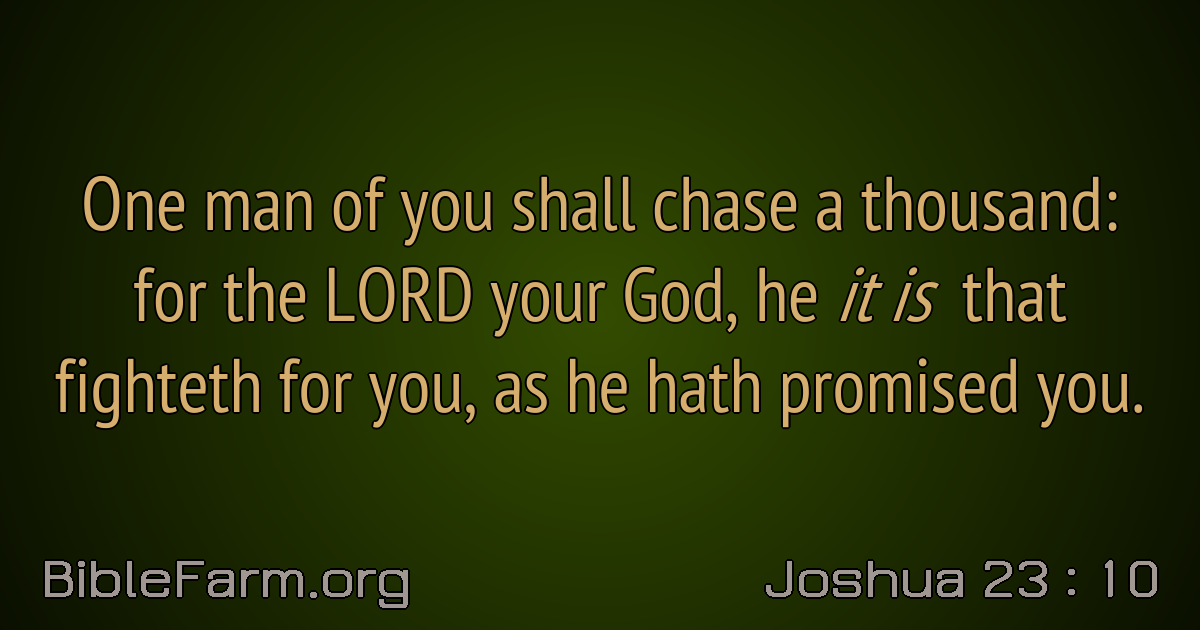 One man of you shall chase a thousand:
for the LORD your God, he it is that
fighteth for you, as he hath promised you.
BibleFarm.org
Joshua 23 : 10